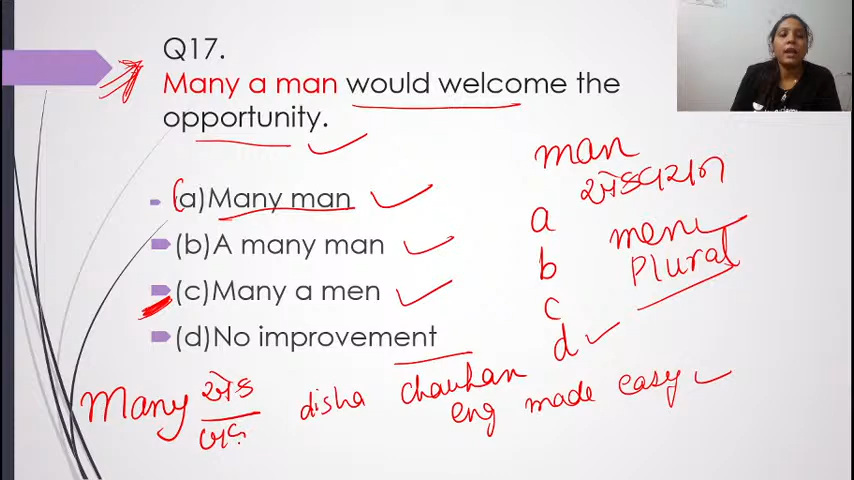 Q17.
Many a man would welcome the
opportunity.
(a)Many man
(b)A many man
(c)Many a men
(d)No improvement
man
એકવચન
a
men
b
Plural
c
d
Many એક
બહુ
disha chauhan
eng made easy